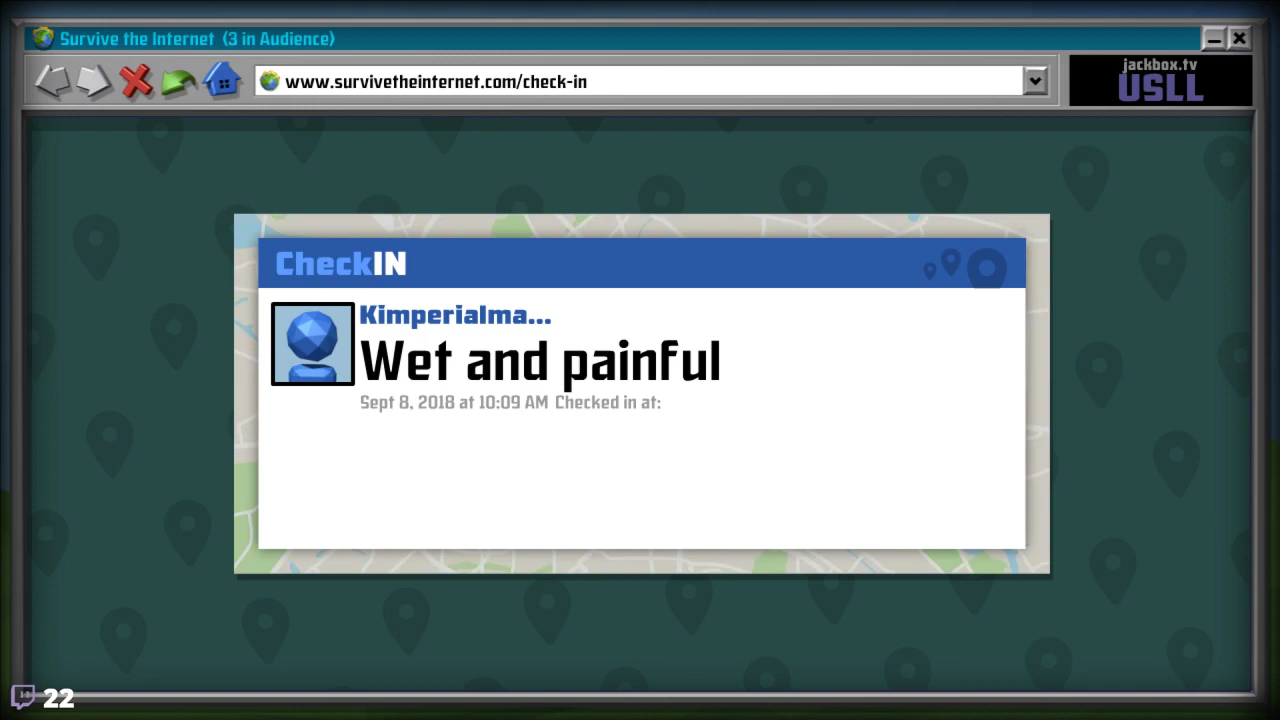 Survive the Internet (3 in Audience)
www.survivetheinternet.com/check-in
jackbox.tv
USLL
CheckIN
Kimperialma...
Wet and painful
Sept 8, 2018 at 10:09 AM Checked in at:
22